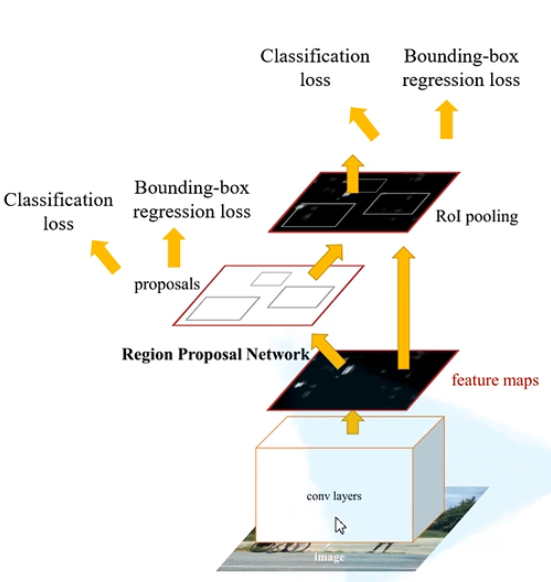 Classification
loss
Bounding-box
regression loss
Classification
loss
Bounding-box
regression loss
RoI pooling
proposals
Region Proposal Network
feature maps
conv layers
image